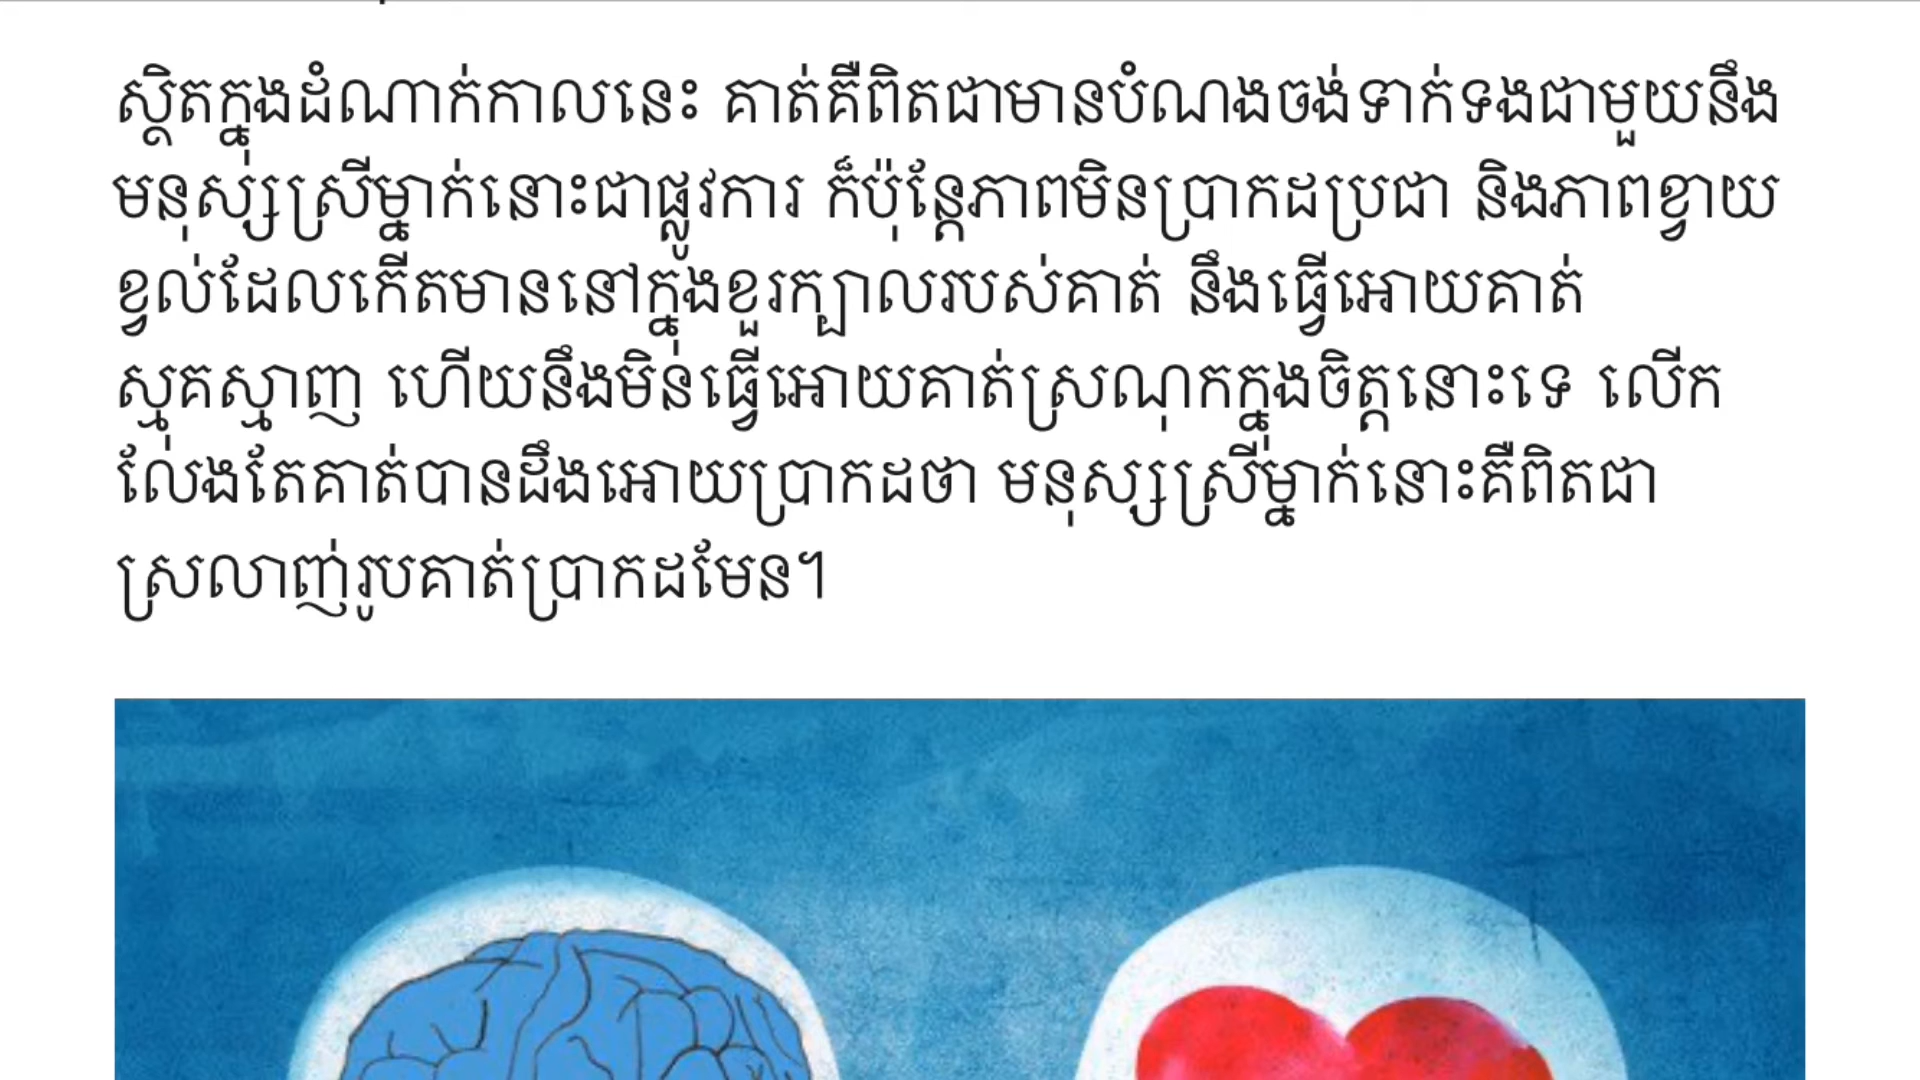 ស្ថិតក្នុងដំណាក់កាលនេះ គាត់គឺពិតជាមានបំណងចង់ទាក់ទងជាមួយនឹង
មនុស្ស់ស្រីម្នាក់នោះជាផ្លូវការ ក៏ប៉ុន្តែភាពមិនប្រាកដប្រជា និងភាពខ្វាយ
ខ្វល់ដែលកើតមាននៅក្នុងខួរក្បាលរបស់គាត់ នឹងធ្វើអោយគាត់
ស្មុគស្មាញ ហើយនឹងមិនធ្វើអោយគាត់ស្រណុកក្នុងចិត្តនោះទេ លើក
លែងតែគាត់បានដឹងអោយប្រាកដថា មនុស្សស្រីម្នាក់នោះគឺពិតជា
ស្រលាញ់រូបគាត់ប្រាកដមែន។